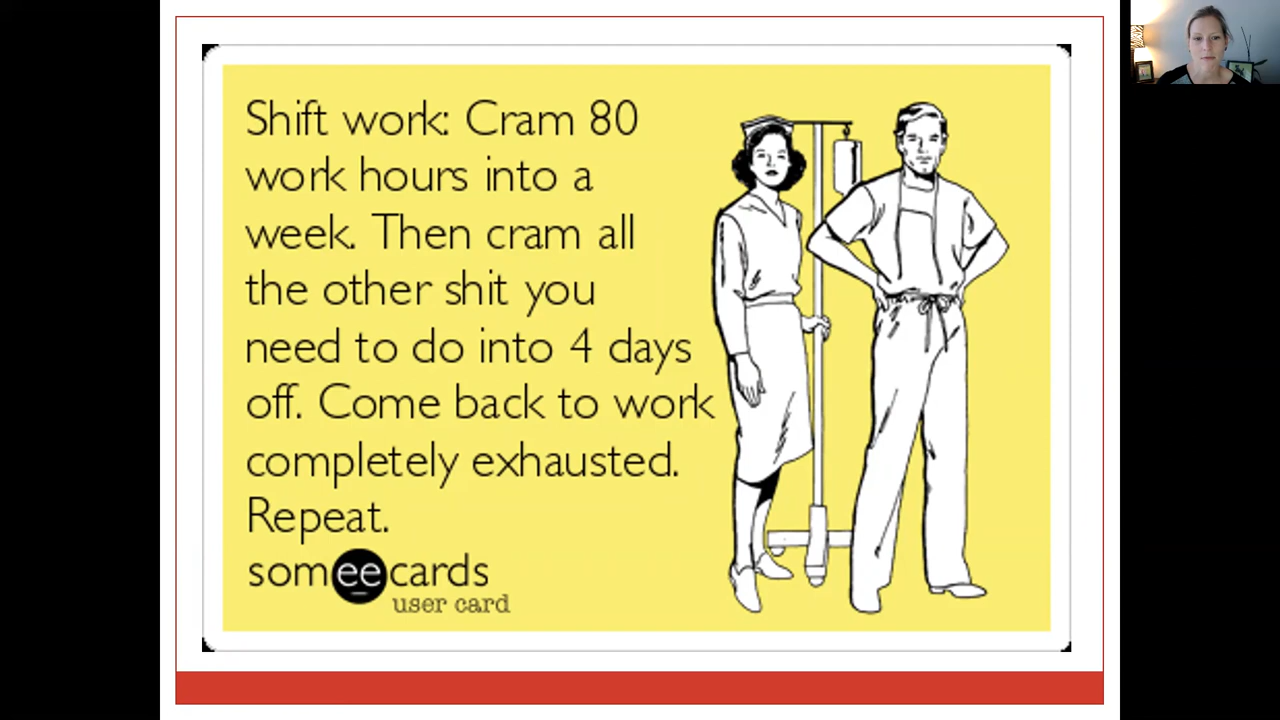 Shift work: Cram 80
work hours into a
week. Then cram all
the other shit you
need to do into 4 days
off. Come back to work
completely exhausted.
Repeat.
someecards
user card